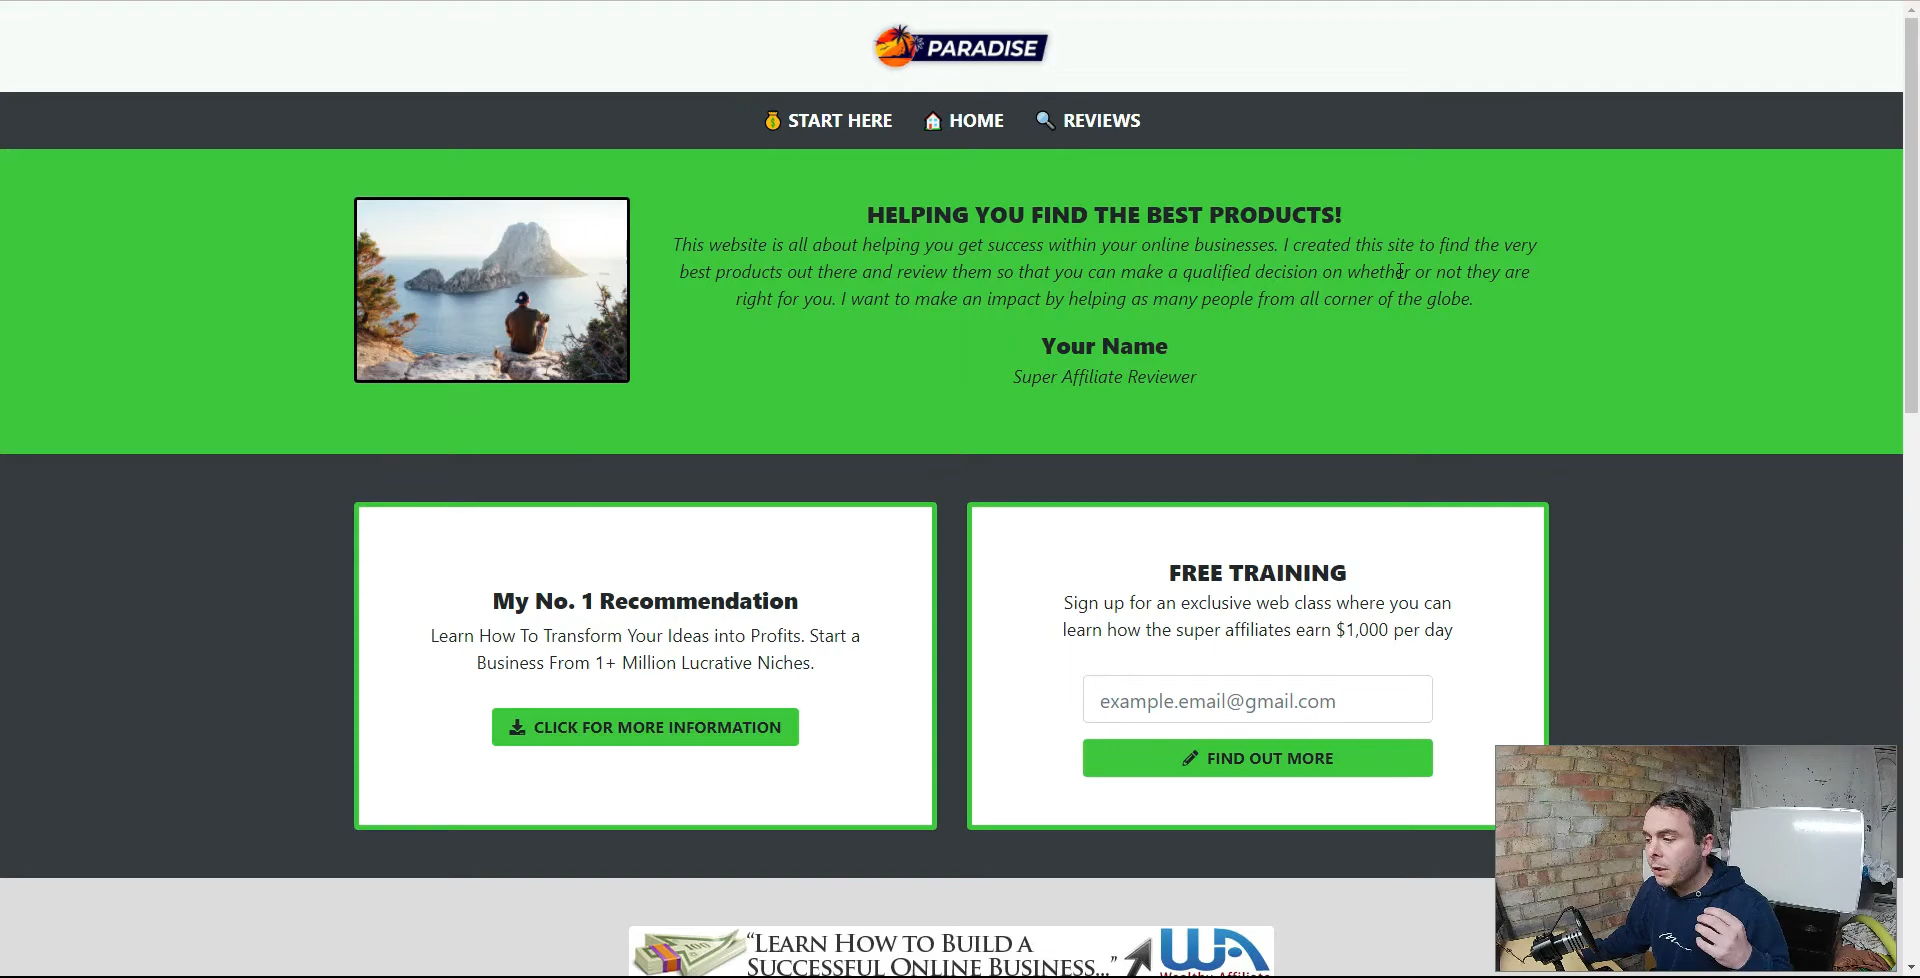 PARADISE
START HERE HOME REVIEWS
HELPING YOU FIND THE BEST PRODUCTS!
This website is all about helping you get success within your online businesses. I created this site to find the very
best products out there and review them so that you can make a qualified decision on whether or not they are
right for you. I want to make an impact by helping as many people from all corner of the globe.
Your Name
Super Affiliate Reviewer
My No. 1 Recommendation
Learn How To Transform Your Ideas into Profits. Start a
Business From 1+ Million Lucrative Niches.
CLICK FOR MORE INFORMATION
FREE TRAINING
Sign up for an exclusive web class where you can
learn how the super affiliates earn $1,000 per day
example.email@gmail.com
FIND OUT MORE
“LEARN HOW TO BUILD A
SUCCESSFUL ONLINE BUSINESS...”
WA